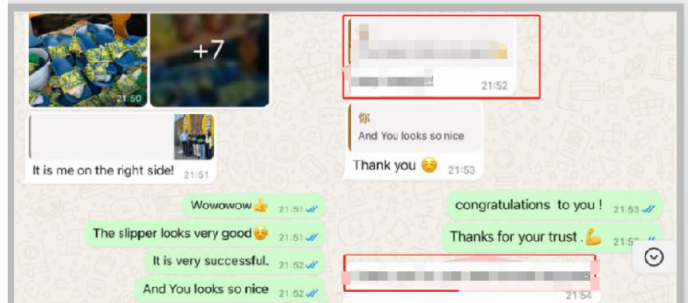 +7
21:50
It is me on the right side!
21:51
Wowowow
21:51
The slipper looks very good
21:51
It is very successful.
21:52
And You looks so nice
21:52
21:52
你
And You looks so nice
Thank you
21:53
congratulations to you !
21:53
Thanks for your trust .
21:54